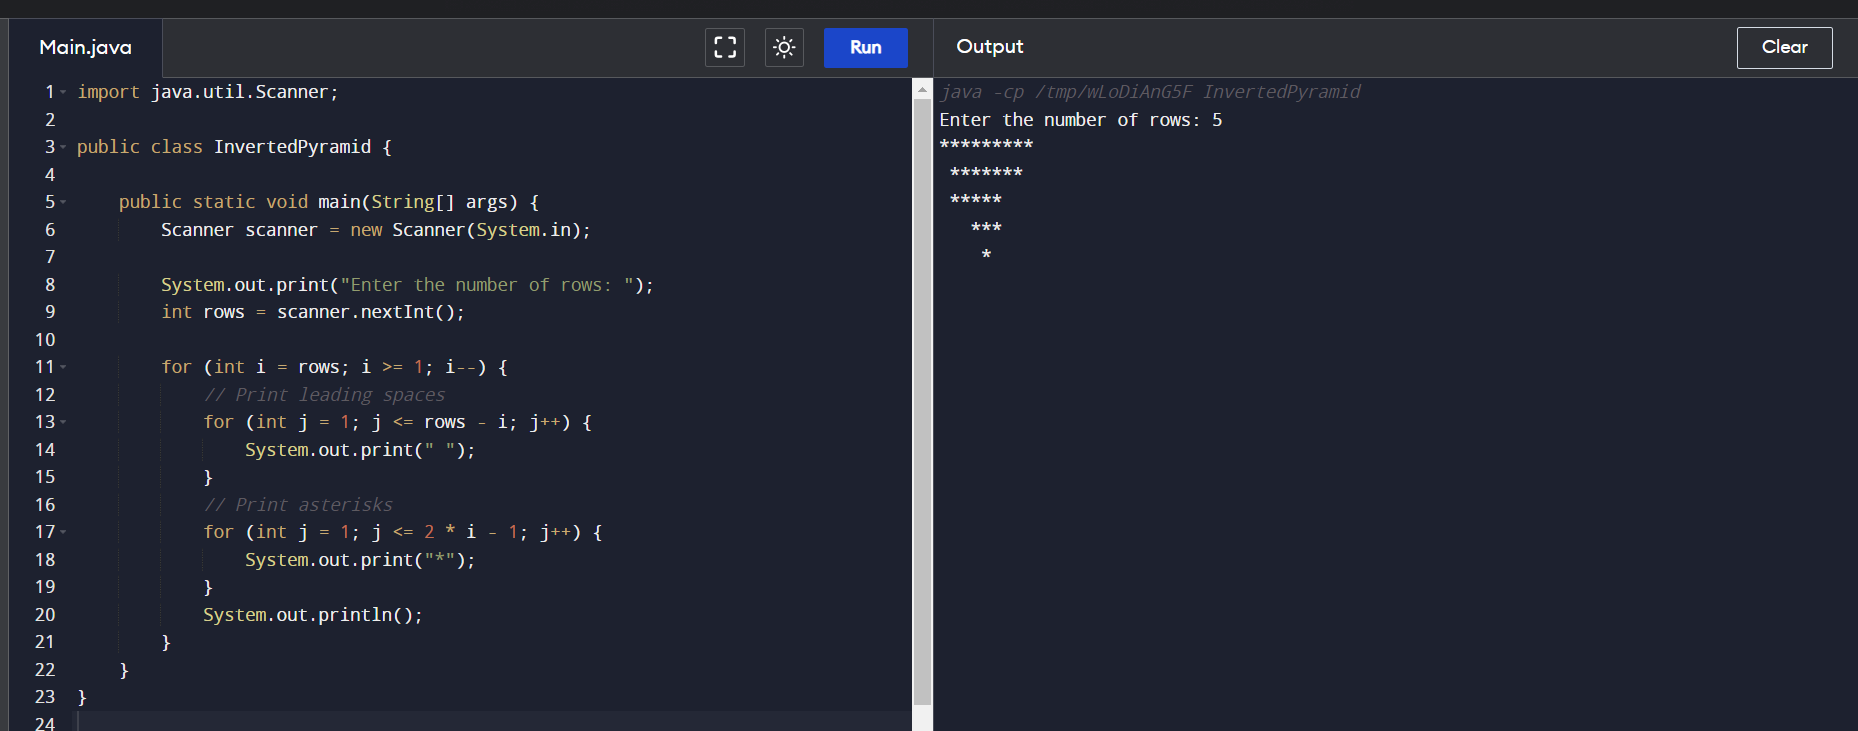 Main.java
Run
Output
Clear
1 import java.util.Scanner;
2
3 public class InvertedPyramid {
4
5     public static void main(String[] args) {
6         Scanner scanner = new Scanner(System.in);
7
8         System.out.print("Enter the number of rows: ");
9         int rows = scanner.nextInt();
10
11         for (int i = rows; i >= 1; i--) {
12             // Print leading spaces
13             for (int j = 1; j <= rows - i; j++) {
14                 System.out.print(" ");
15             }
16             // Print asterisks
17             for (int j = 1; j <= 2 * i - 1; j++) {
18                 System.out.print("*");
19             }
20             System.out.println();
21         }
22     }
23 }
24
java -cp /tmp/wLoDiAnG5F InvertedPyramid
Enter the number of rows: 5
*********
 *******
 *****
   ***
    *